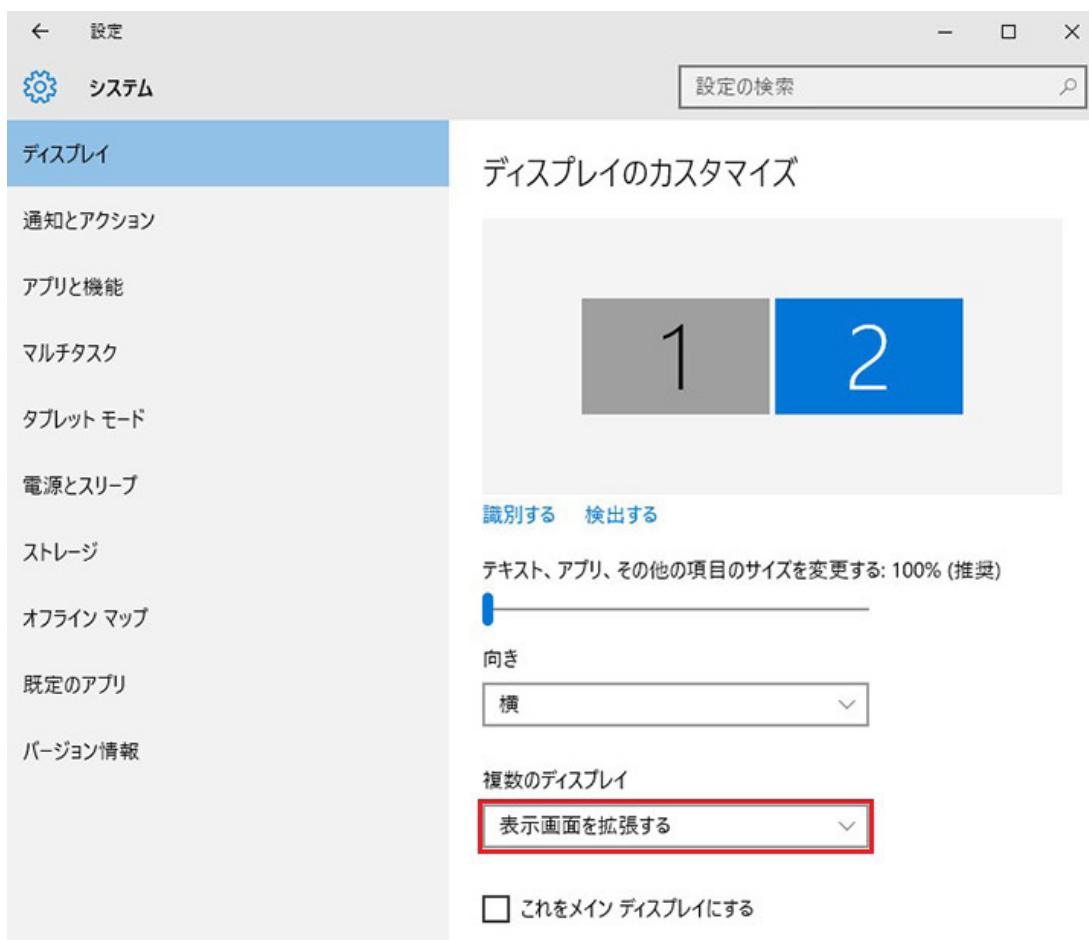 設定
システム
設定の検索
ディスプレイ
通知とアクション
アプリと機能
マルチタスク
タブレット モード
電源とスリープ
ストレージ
オフライン マップ
既定のアプリ
バージョン情報
ディスプレイのカスタマイズ
1 2
識別する 検出する
テキスト、アプリ、その他の項目のサイズを変更する: 100% (推奨)
向き
横
複数のディスプレイ
表示画面を拡張する
これをメイン ディスプレイにする